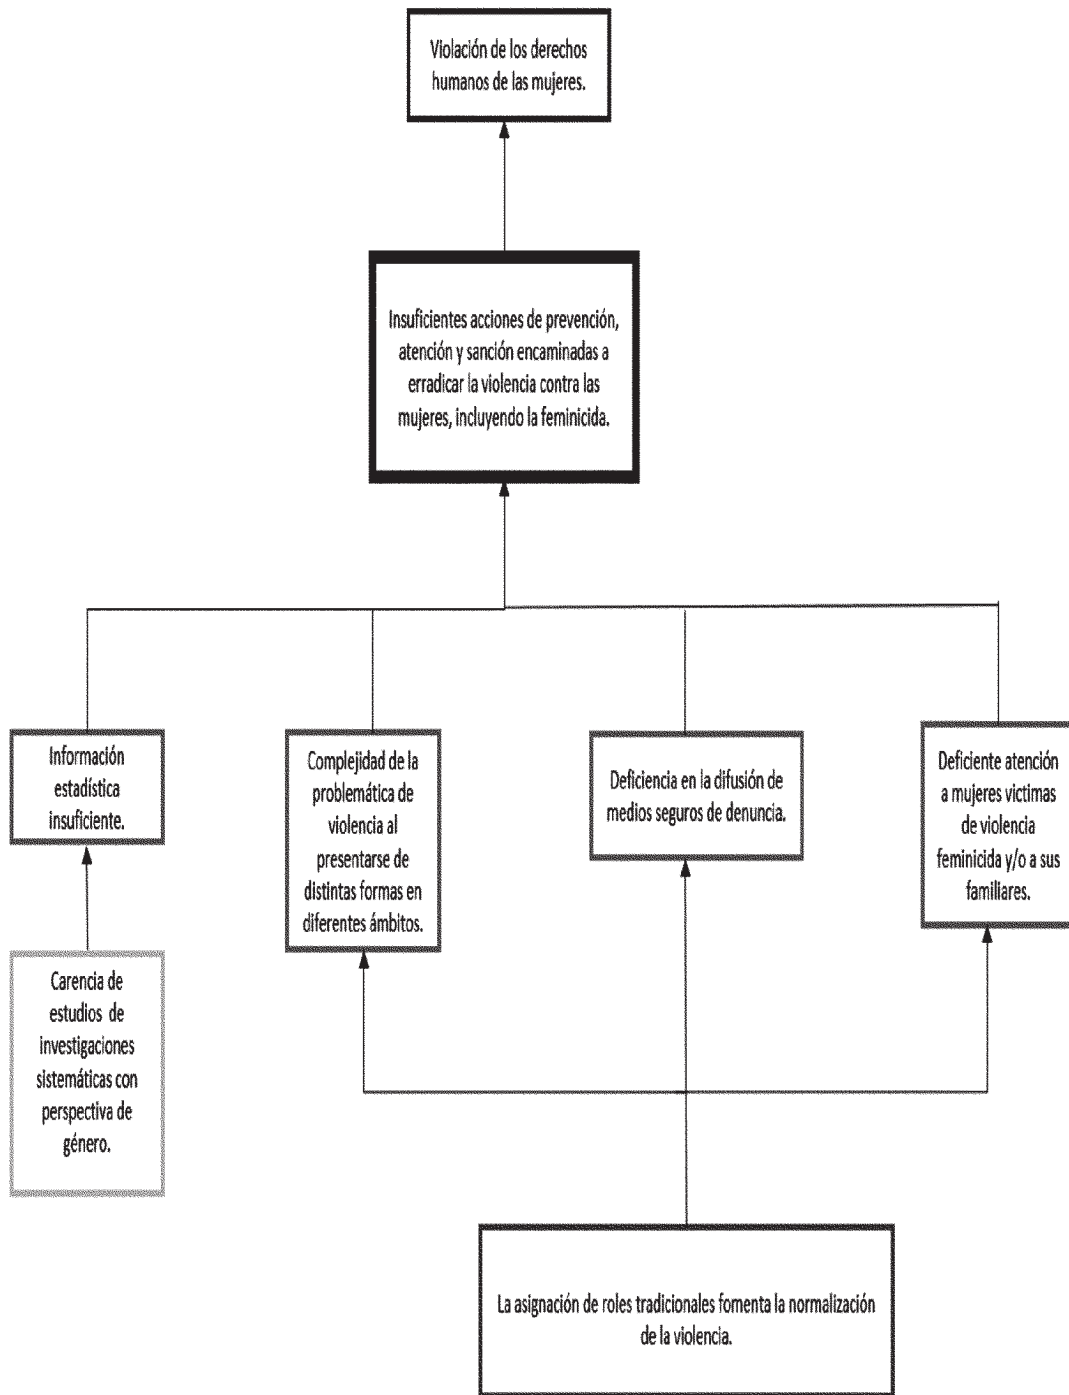 Violación de los derechos
humanos de las mujeres.
Insuficientes acciones de prevención,
atención y sanción encaminadas a
erradicar la violencia contra las
mujeres, incluyendo la feminicida.
Información
estadística
insuficiente.
Complejidad de la
problemática de
violencia al
presentarse de
distintas formas en
diferentes ámbitos.
Deficiencia en la difusión de
medios seguros de denuncia.
Deficiente atención
a mujeres victimas
de violencia
feminicida y/o a sus
familiares.
Carencia de
estudios de
investigaciones
sistemáticas con
perspectiva de
género.
La asignación de roles tradicionales fomenta la normalización
de la violencia.